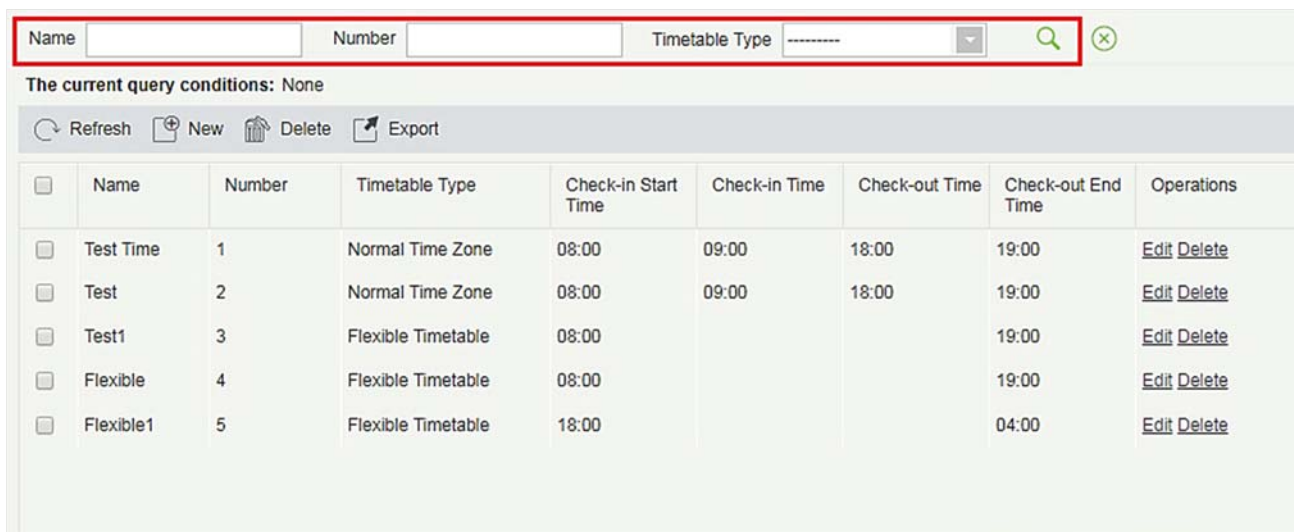 Name Number Timetable Type ---------
The current query conditions: None
Refresh New Delete Export
Name Number Timetable Type Check-in Start Time Check-in Time Check-out Time Check-out End Time Operations
Test Time 1 Normal Time Zone 08:00 09:00 18:00 19:00 Edit Delete
Test 2 Normal Time Zone 08:00 09:00 18:00 19:00 Edit Delete
Test1 3 Flexible Timetable 08:00 19:00 Edit Delete
Flexible 4 Flexible Timetable 08:00 19:00 Edit Delete
Flexible1 5 Flexible Timetable 18:00 04:00 Edit Delete